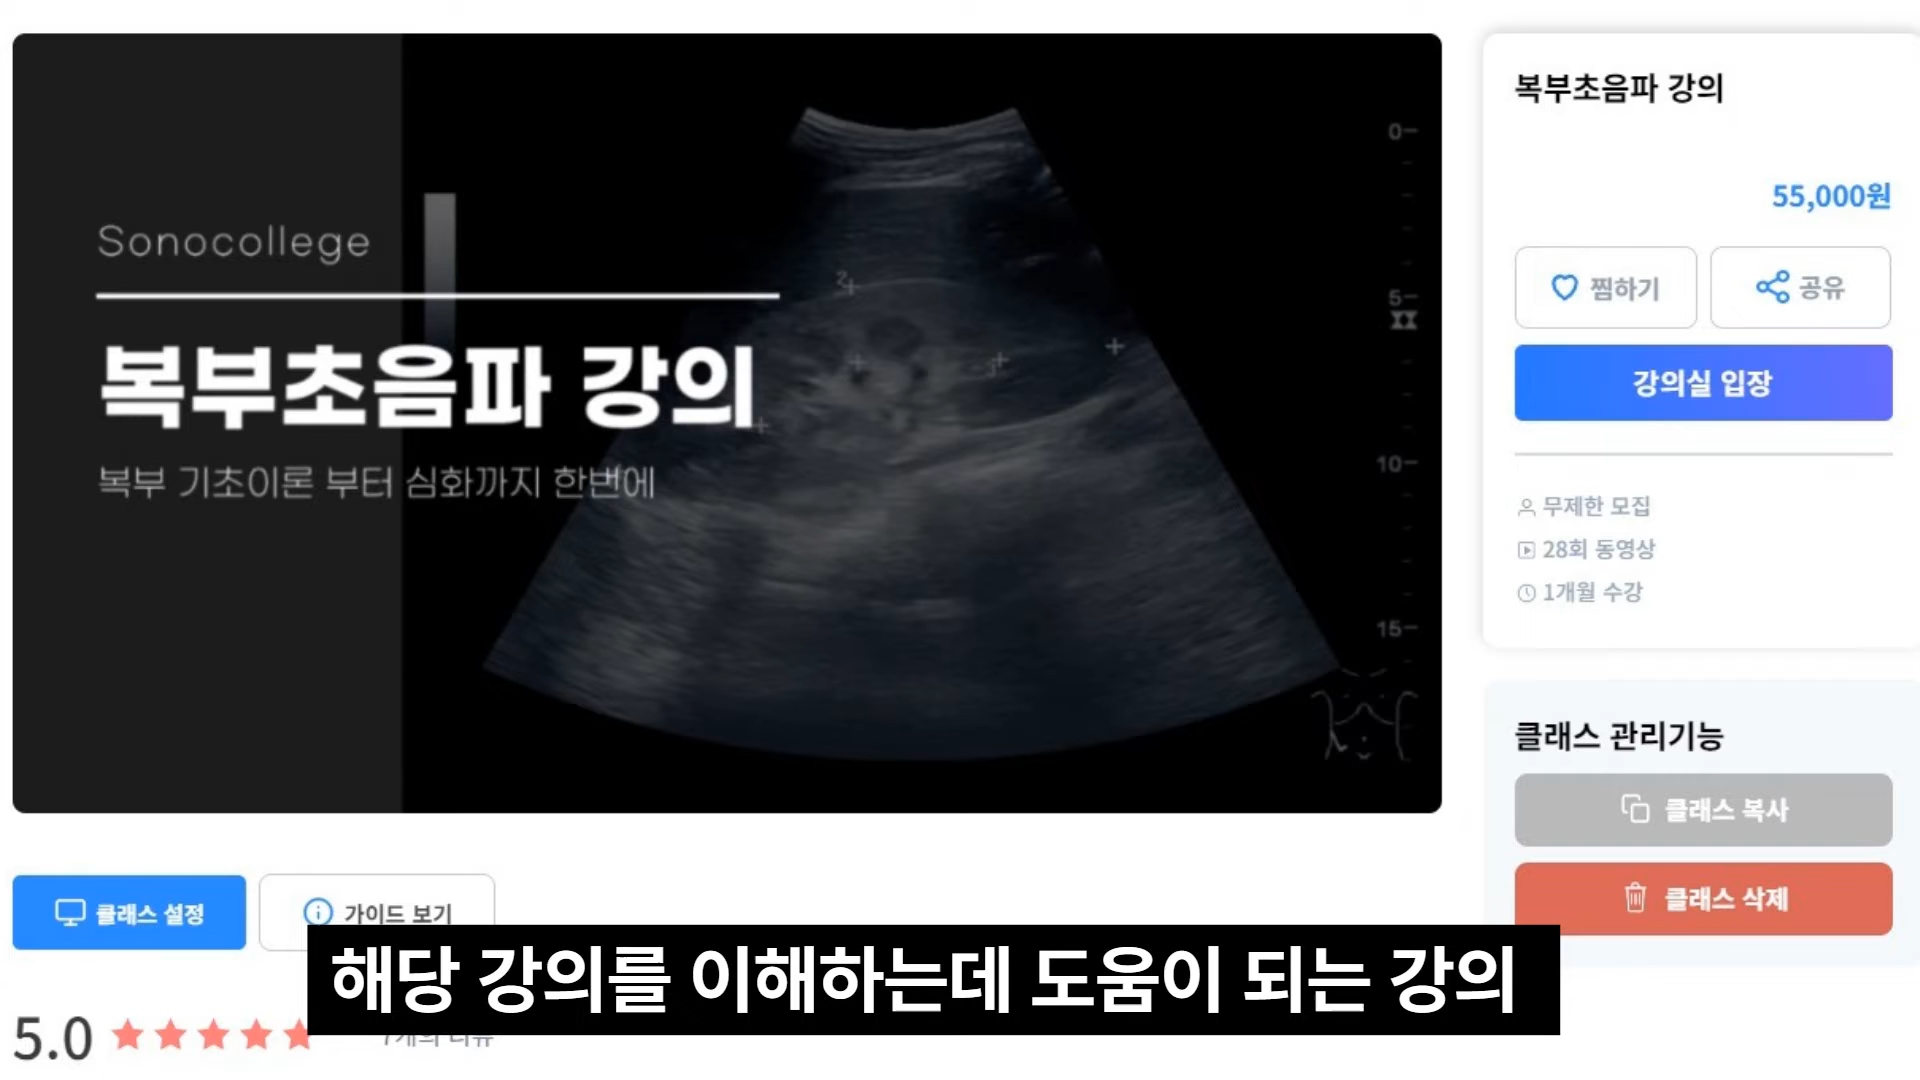 Sonocollege
복부초음파 강의
복부 기초이론 부터 심화까지 한번에
0
5
10
15
2
복부초음파 강의
55,000원
찜하기
공유
강의실 입장
무제한 모집
28회 동영상
1개월 수강
클래스 관리기능
클래스 복사
클래스 삭제
클래스 설정
가이드 보기
해당 강의를 이해하는데 도움이 되는 강의
5.0